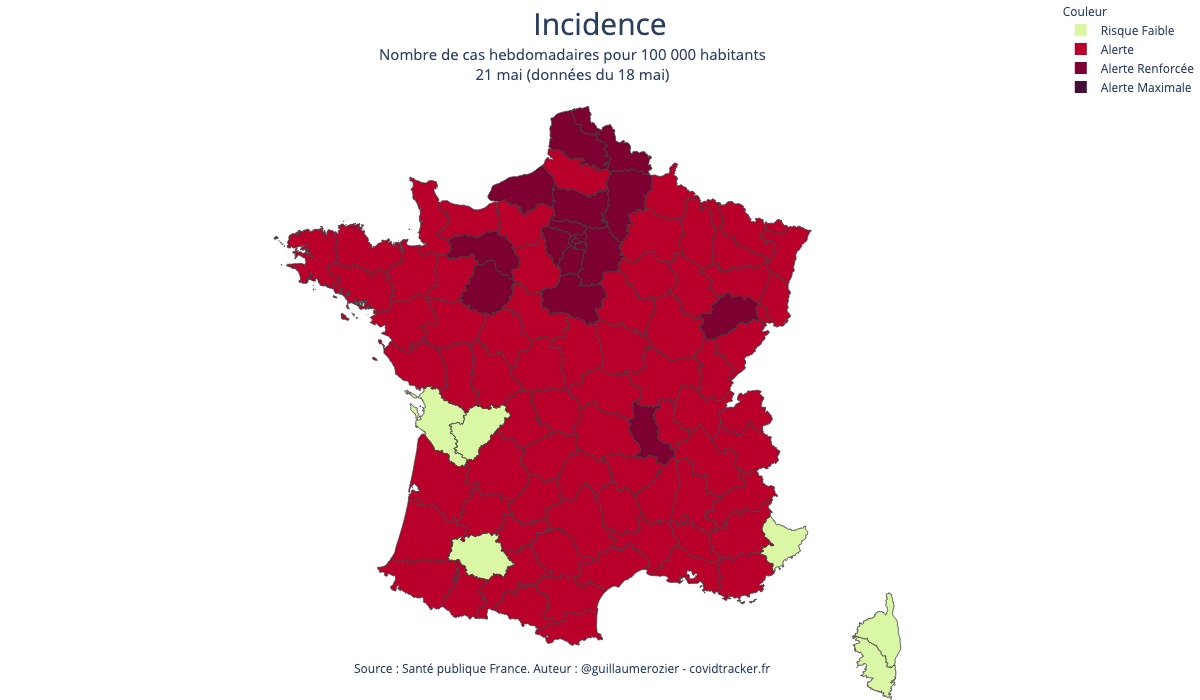 Incidence
Nombre de cas hebdomadaires pour 100 000 habitants
21 mai (données du 18 mai)
Couleur
Risque Faible
Alerte
Alerte Renforcée
Alerte Maximale
Source : Santé publique France. Auteur : @guillaumerozier - covidtracker.fr